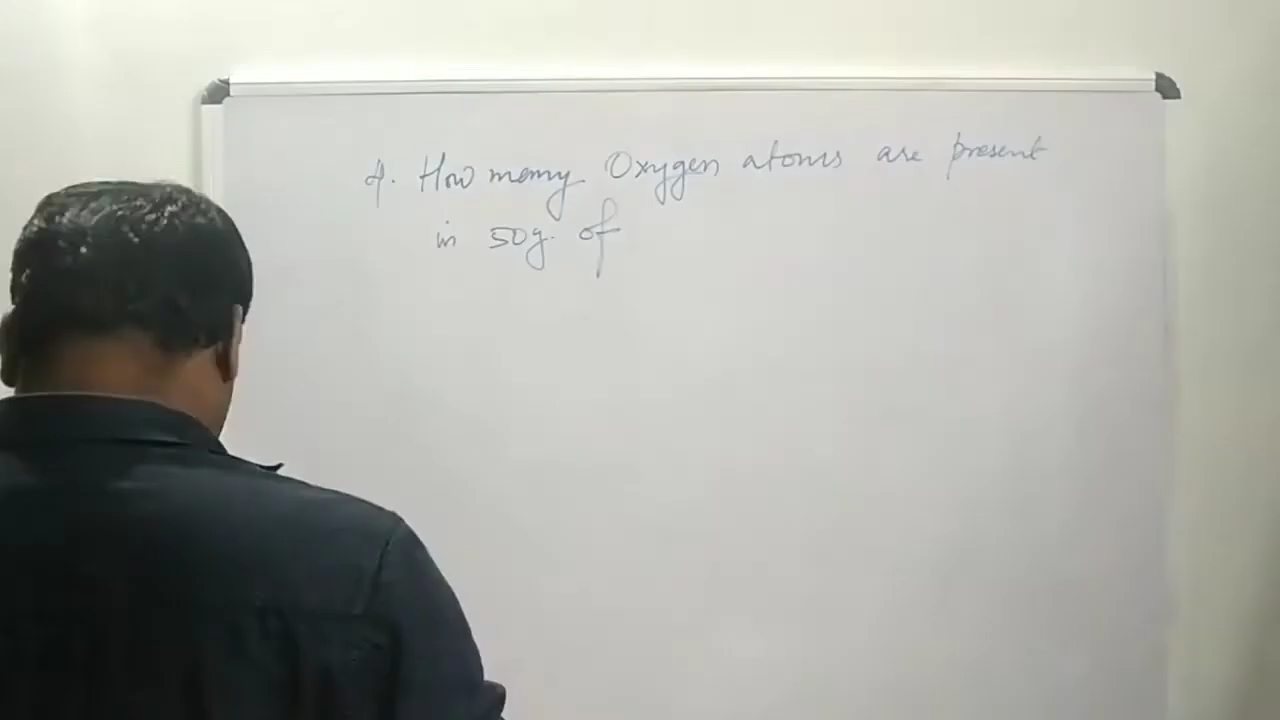 Q. How many Oxygen atoms are present
in 50g. of